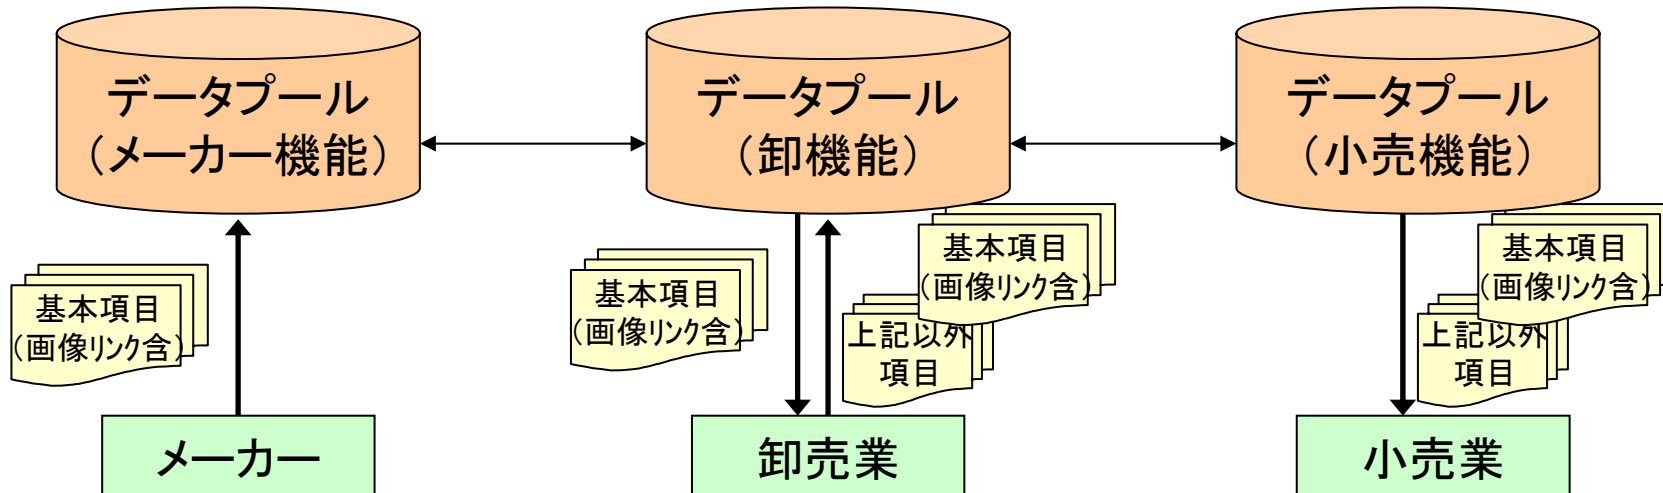 データプール
（メーカー機能）
データプール
（卸機能）
データプール
（小売機能）
基本項目
（画像リンク含）
基本項目
（画像リンク含）
基本項目
（画像リンク含）
上記以外
項目
基本項目
（画像リンク含）
上記以外
項目
メーカー
卸売業
小売業